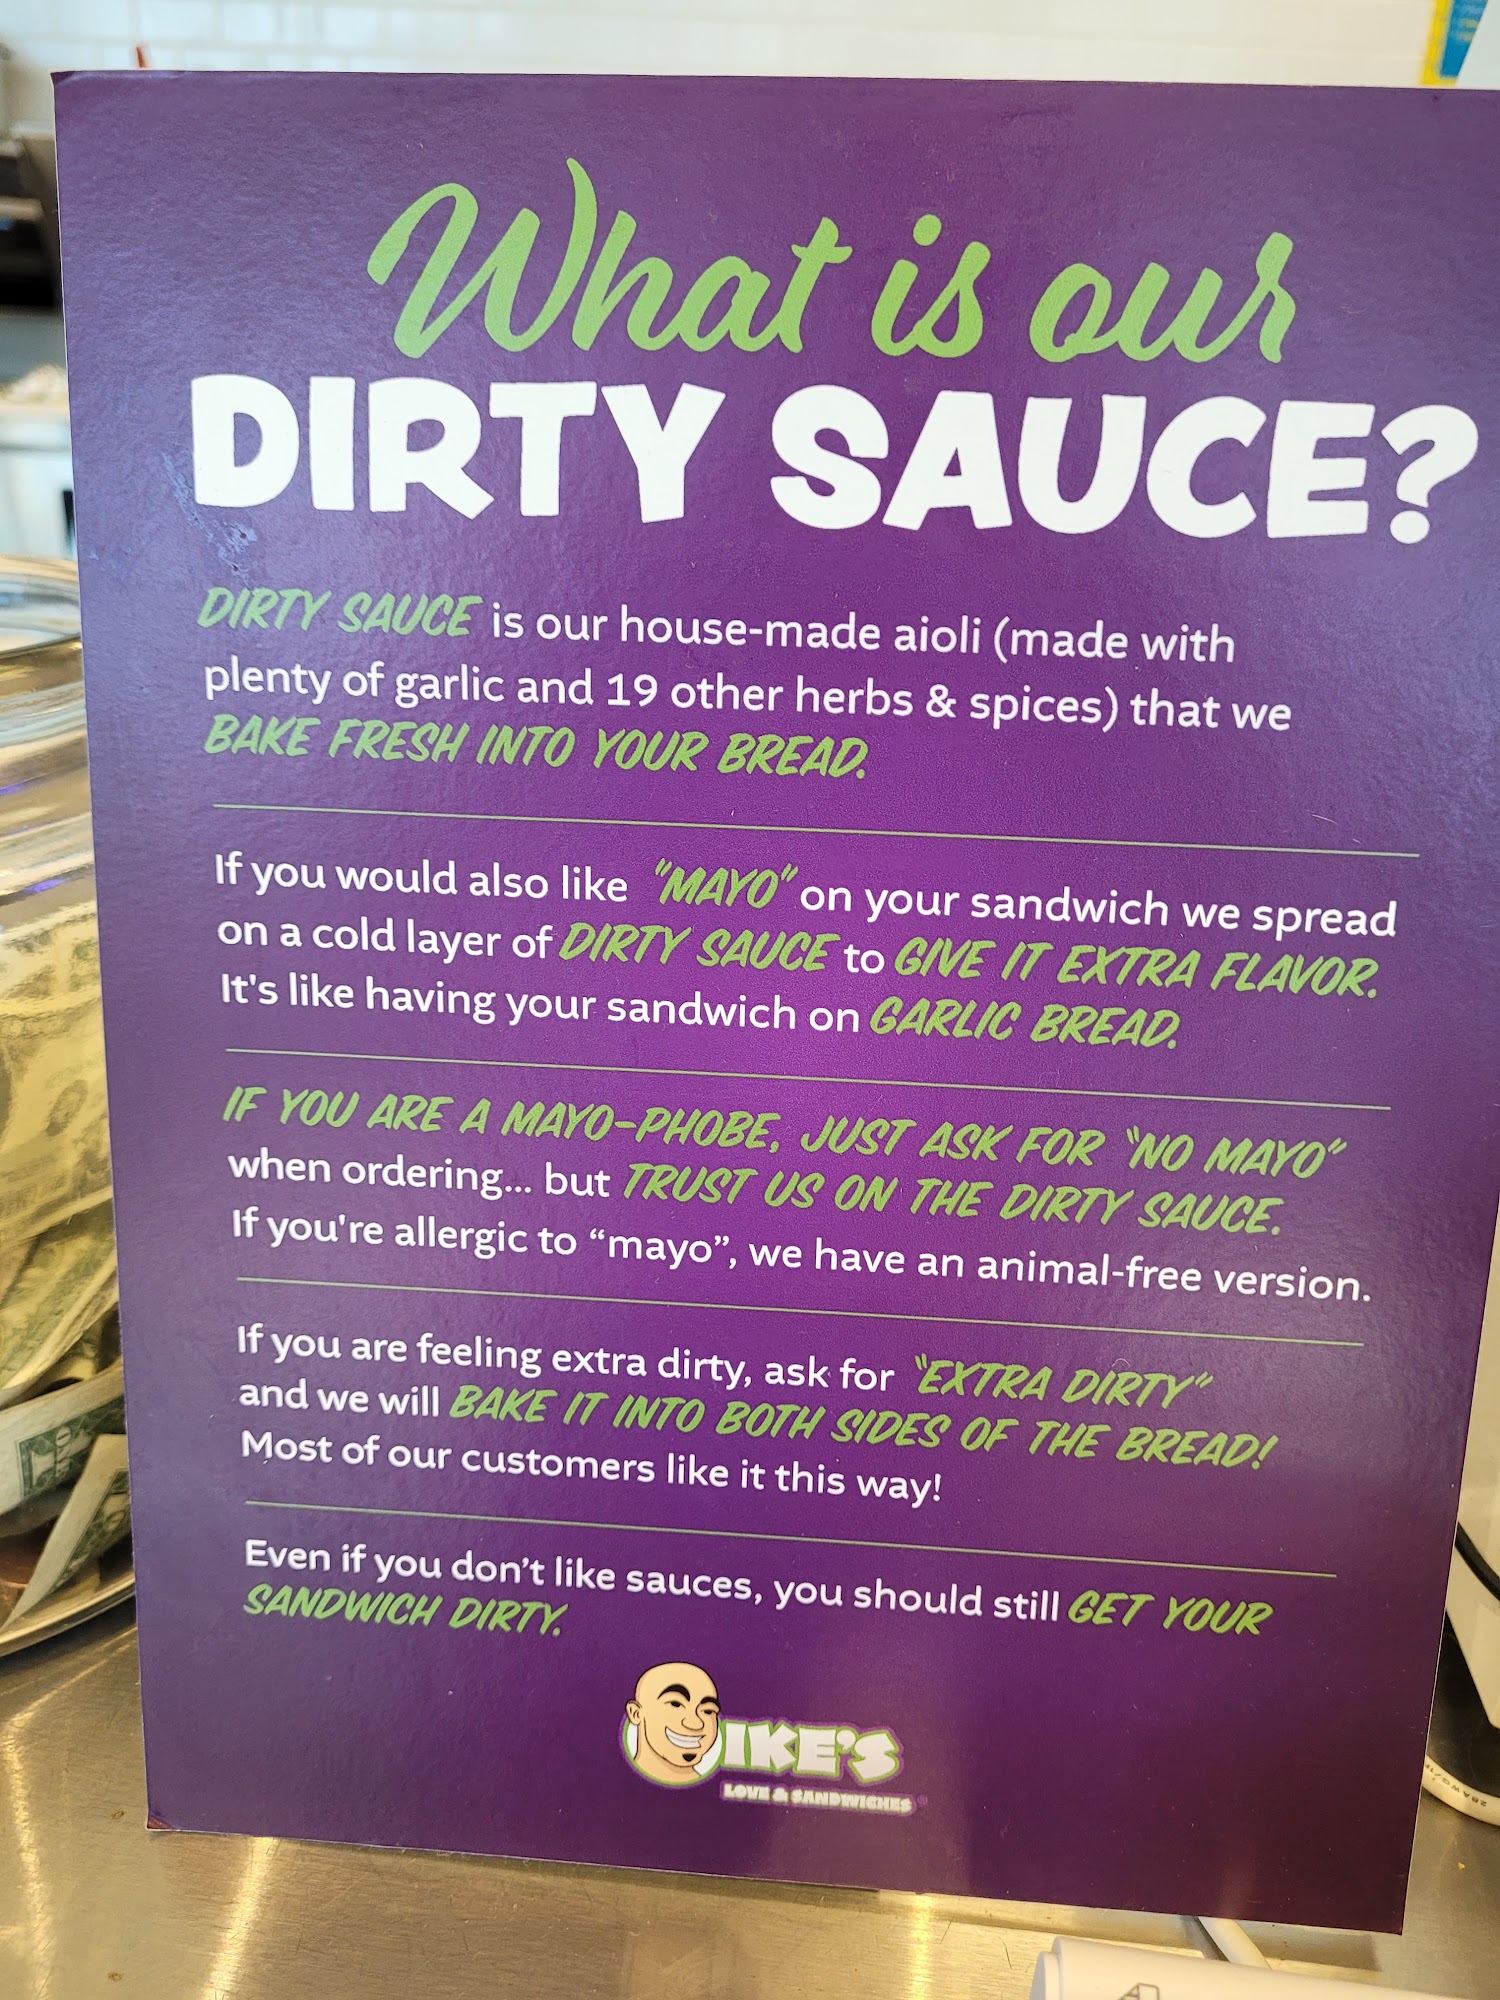 What is our
DIRTY SAUCE?
DIRTY SAUCE is our house-made aioli (made with
plenty of garlic and 19 other herbs & spices) that we
BAKE FRESH INTO YOUR BREAD.
If you would also like "MAYO" on your sandwich we spread
on a cold layer of DIRTY SAUCE to GIVE IT EXTRA FLAVOR.
It's like having your sandwich on GARLIC BREAD.
IF YOU ARE A MAYO-PHOBE, JUST ASK FOR "NO MAYO"
when ordering... but TRUST US ON THE DIRTY SAUCE.
If you're allergic to “mayo”, we have an animal-free version.
If you are feeling extra dirty, ask for "EXTRA DIRTY"
and we will BAKE IT INTO BOTH SIDES OF THE BREAD!
Most of our customers like it this way!
Even if you don’t like sauces, you should still GET YOUR
SANDWICH DIRTY.
IKE'S
LOVE & SANDWICHES